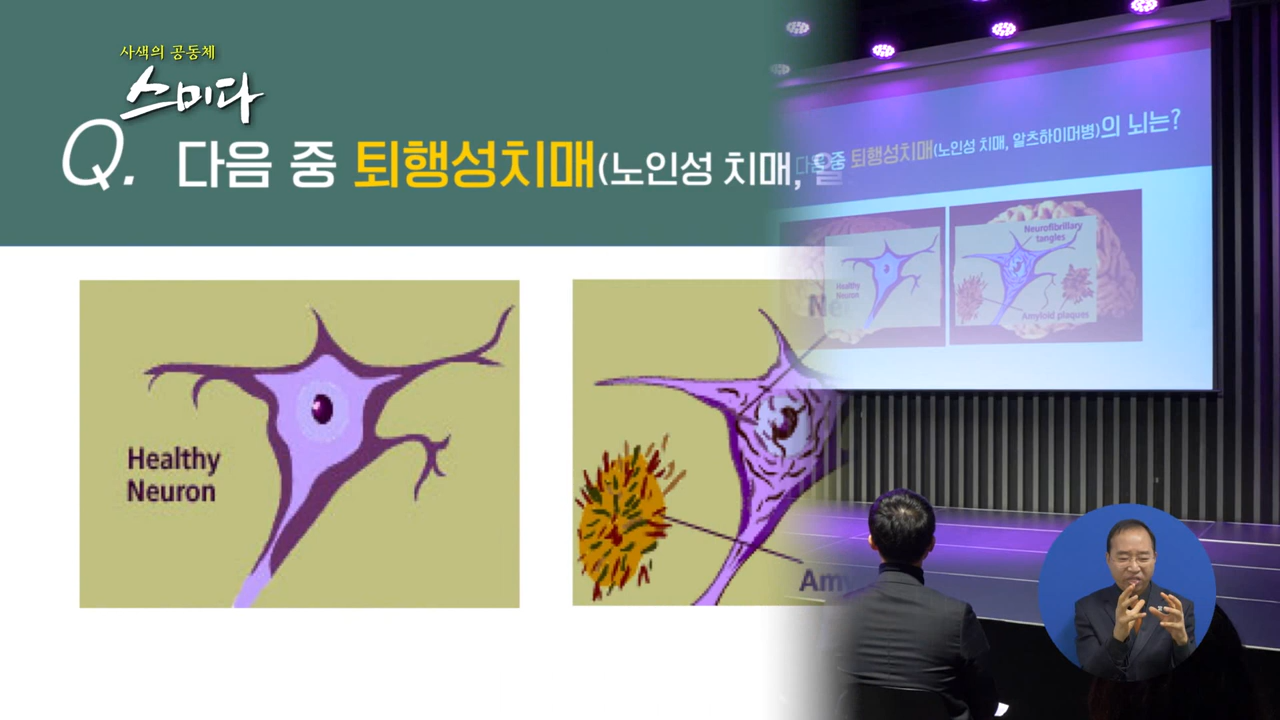 사색의 공동체
스미다
Q. 다음 중 퇴행성치매(노인성 치매, 알
다음 중 퇴행성치매(노인성 치매, 알츠하이머병)의 뇌는?
Healthy
Neuron
Amy
Healthy
Neuron
Neurofibrillary
tangles
Amyloid plaques